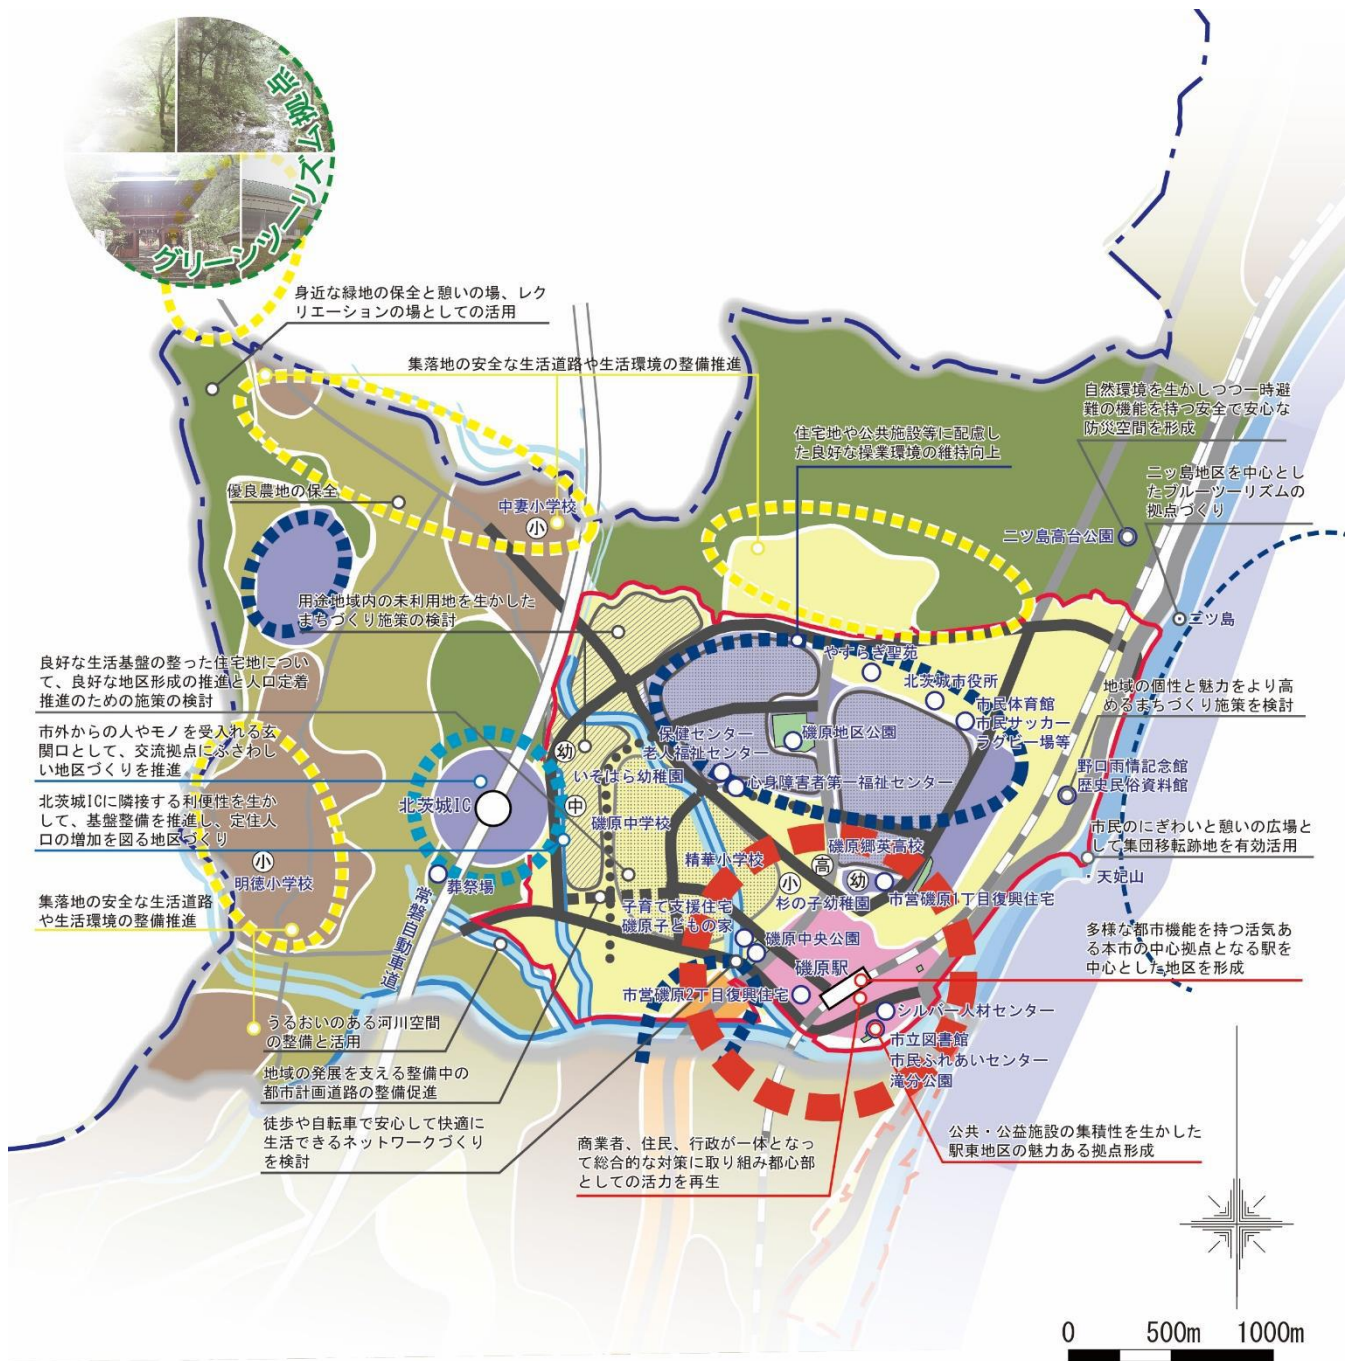 グリーンツーリズム拠点
身近な緑地の保全と憩いの場、レク
リエーションの場としての活用
集落地の安全な生活道路や生活環境の整備推進
自然環境を生かしつつ一時避
難の機能を持つ安全で安心な
防災空間を形成
住宅地や公共施設等に配慮し
た良好な操業環境の維持向上
二ッ島地区を中心とし
たブルーツーリズムの
拠点づくり
優良農地の保全
中妻小学校
小
二ツ島高台公園
用途地域内の未利用地を生かした
まちづくり施策の検討
二ツ島
良好な生活基盤の整った住宅地につい
て、良好な地区形成の推進と人口定着
推進のための施策の検討
やすらぎ聖苑
北茨城市役所
地域の個性と魅力をより高
めるまちづくり施策を検討
市民体育館
市民サッカー
ラグビー場等
市外からの人やモノを受入れる玄
関口として、交流拠点にふさわし
い地区づくりを推進
幼
保健センター
老人福祉センター
磯原地区公園
いそはら幼稚園
心身障害者第一福祉センター
野口雨情記念館
歴史民俗資料館
北茨城IC
中
磯原中学校
北茨城ICに隣接する利便性を生か
して、基盤整備を推進し、定住人
口の増加を図る地区づくり
市民のにぎわいと憩いの広場と
して集団移転跡地を有効活用
・天妃山
磯原郷英高校
精華小学校
高
小
幼
小
明徳小学校
葬祭場
杉の子幼稚園
市営磯原1丁目復興住宅
集落地の安全な生活道路
や生活環境の整備推進
常磐自動車道
子育て支援住宅
磯原子どもの家
磯原中央公園
多様な都市機能を持つ活気あ
る本市の中心拠点となる駅を
中心とした地区を形成
磯原駅
市営磯原2丁目復興住宅
シルバー人材センター
うるおいのある河川空間
の整備と活用
市立図書館
市民ふれあいセンター
滝分公園
地域の発展を支える整備中の
都市計画道路の整備促進
徒歩や自転車で安心して快適に
生活できるネットワークづくり
を検討
商業者、住民、行政が一体となっ
て総合的な対策に取り組み都心部
としての活力を再生
公共・公益施設の集積性を生かした
駅東地区の魅力ある拠点形成
0 500m 1000m